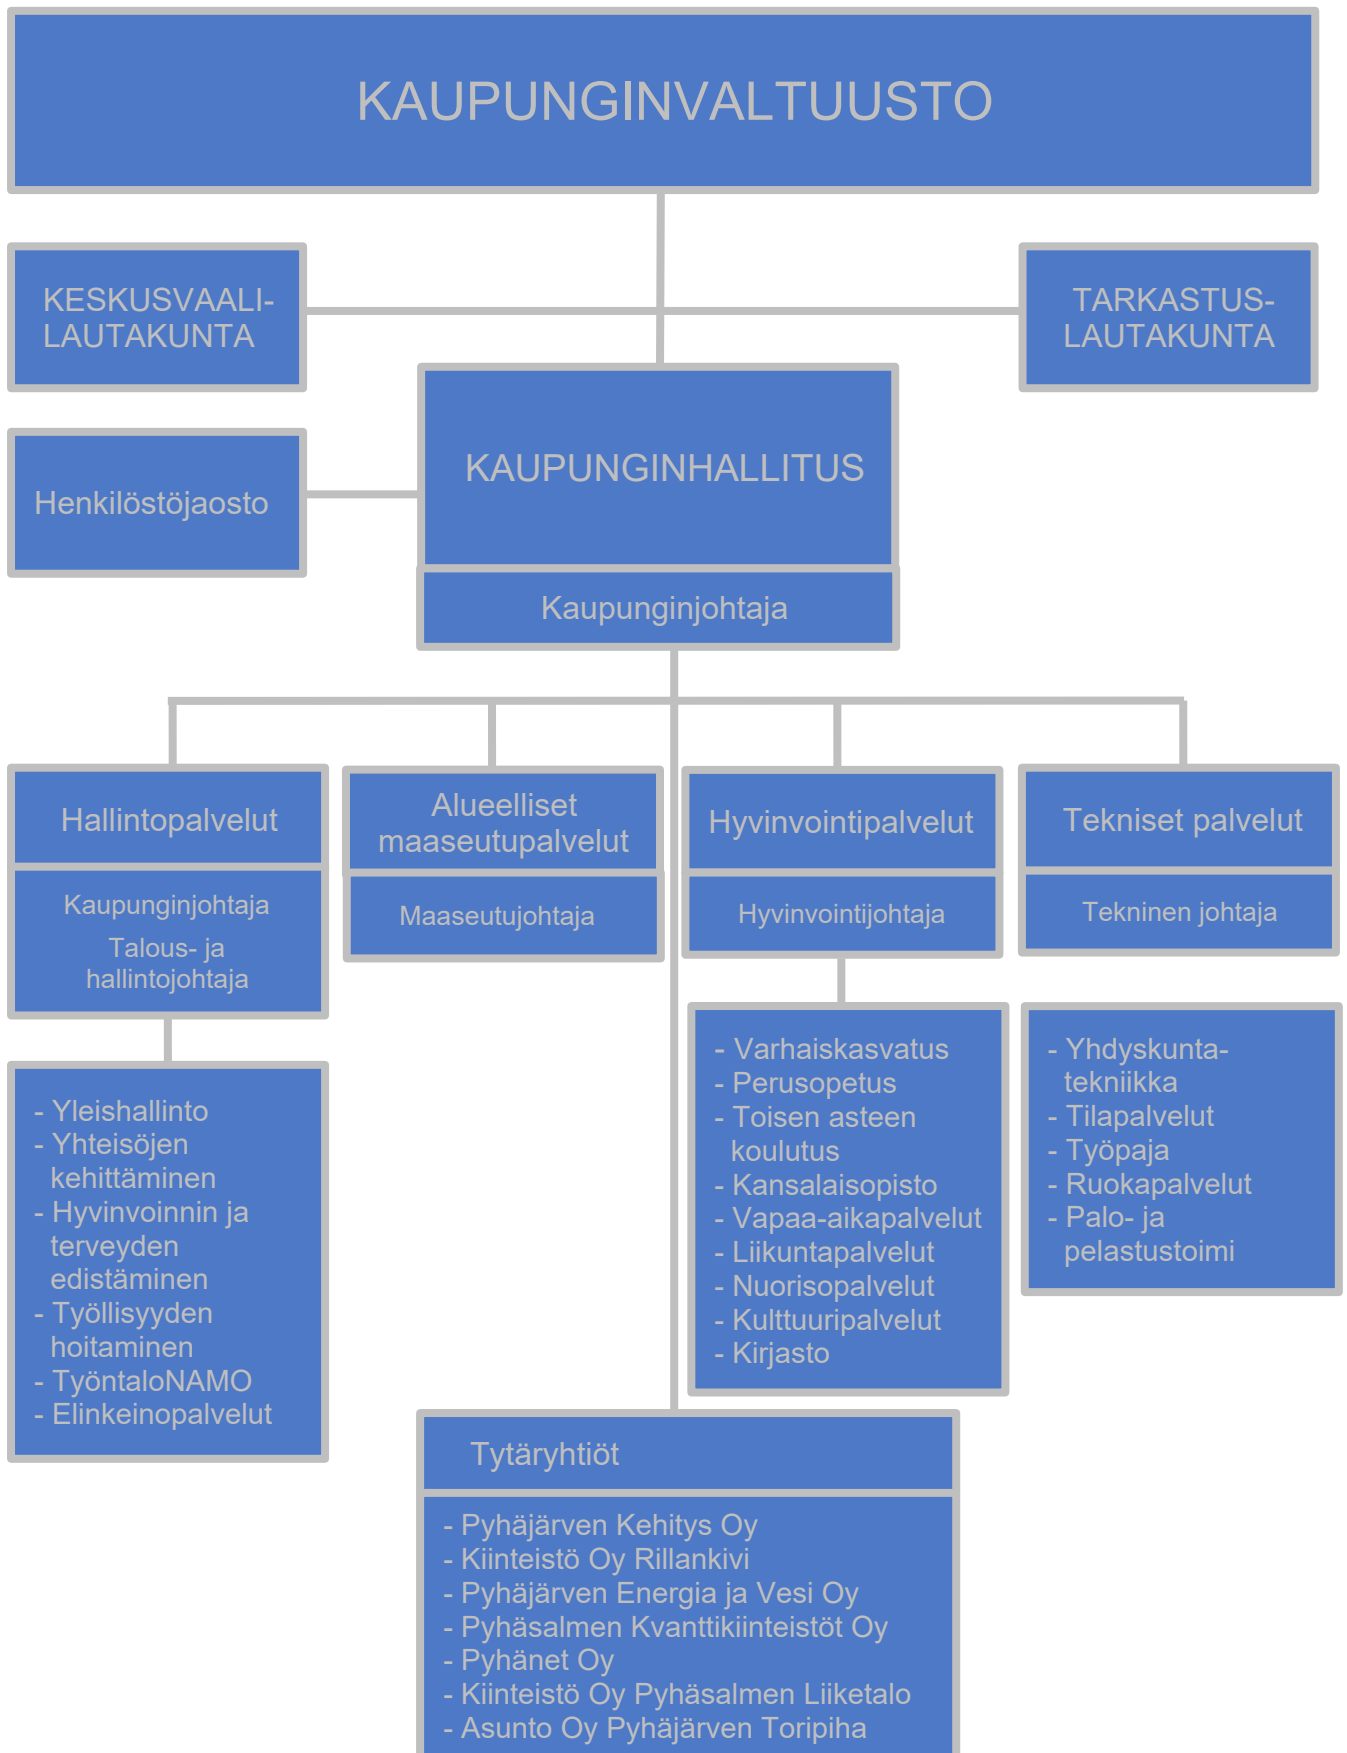 KAUPUNGINVALTUUSTO
KESKUSVAALI-
LAUTAKUNTA
TARKASTUS-
LAUTAKUNTA
KAUPUNGINHALLITUS
Henkilöstöjaosto
Kaupunginjohtaja
Hallintopalvelut
Kaupunginjohtaja
Talous- ja
hallintojohtaja
- Yleishallinto
- Yhteisöjen
kehittäminen
- Hyvinvoinnin ja
terveyden
edistäminen
- Työllisyyden
hoitaminen
- TyöntaloNAMO
- Elinkeinopalvelut
Alueelliset
maaseutupalvelut
Maaseutujohtaja
Hyvinvointipalvelut
Hyvinvointijohtaja
- Varhaiskasvatus
- Perusopetus
- Toisen asteen
koulutus
- Kansalaisopisto
- Vapaa-aikapalvelut
- Liikuntapalvelut
- Nuorisopalvelut
- Kulttuuripalvelut
- Kirjasto
Tekniset palvelut
Tekninen johtaja
- Yhdyskunta-
tekniikka
- Tilapalvelut
- Työpaja
- Ruokapalvelut
- Palo- ja
pelastustoimi
Tytäryhtiöt
- Pyhäjärven Kehitys Oy
- Kiinteistö Oy Rillankivi
- Pyhäjärven Energia ja Vesi Oy
- Pyhäsalmen Kvanttikiinteistöt Oy
- Pyhänet Oy
- Kiinteistö Oy Pyhäsalmen Liiketalo
- Asunto Oy Pyhäjärven Toripiha